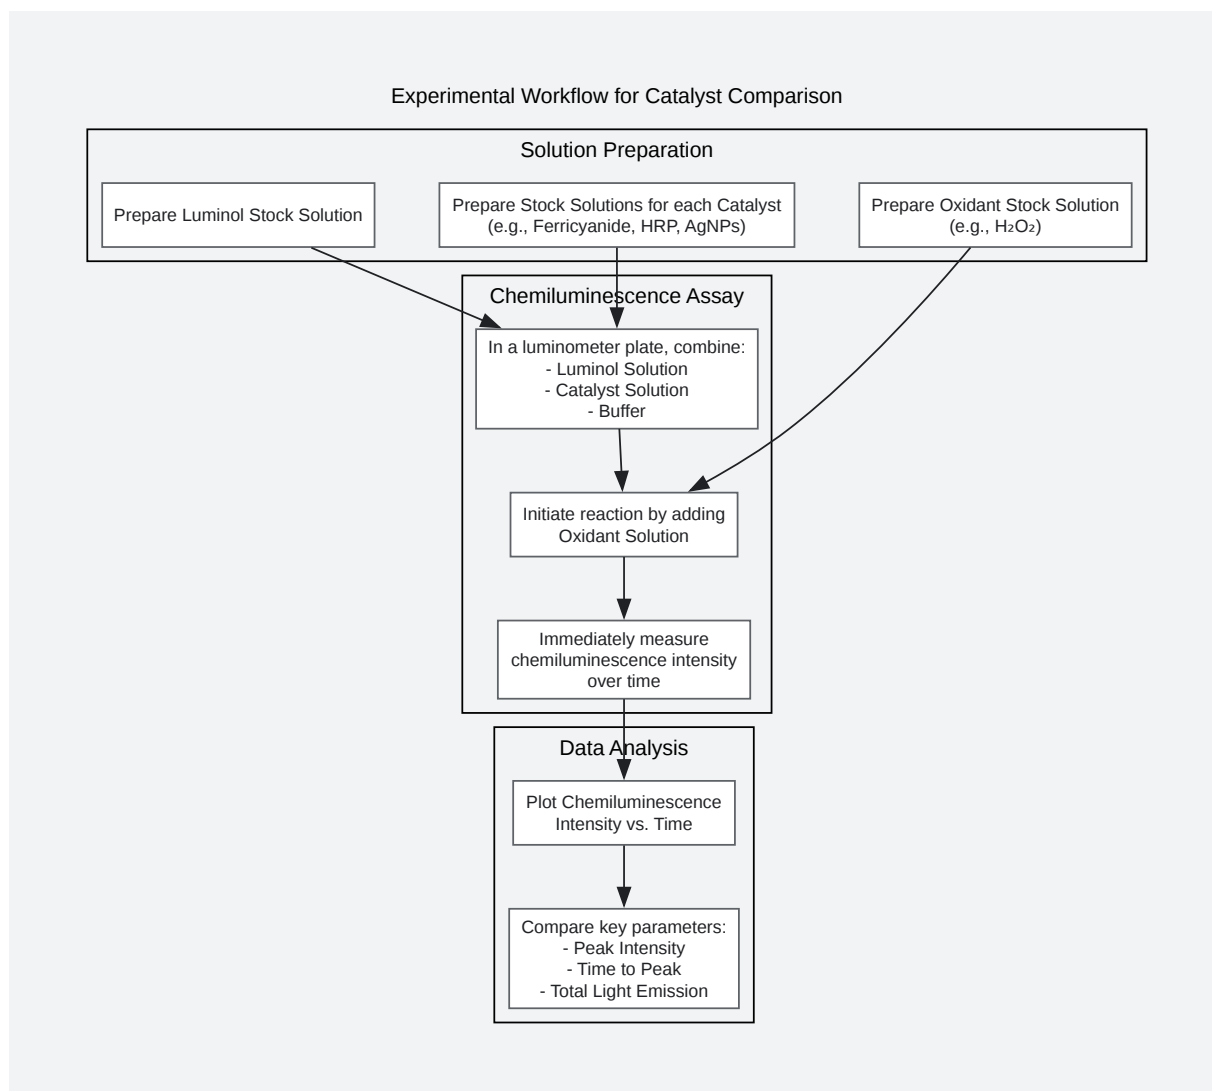 Experimental Workflow for Catalyst Comparison
Solution Preparation
Prepare Luminol Stock Solution
Prepare Stock Solutions for each Catalyst
(e.g., Ferricyanide, HRP, AgNPs)
Prepare Oxidant Stock Solution
(e.g., H₂O₂)
Chemiluminescence Assay
In a luminometer plate, combine:
- Luminol Solution
- Catalyst Solution
- Buffer
Initiate reaction by adding
Oxidant Solution
Immediately measure
chemiluminescence intensity
over time
Data Analysis
Plot Chemiluminescence
Intensity vs. Time
Compare key parameters:
- Peak Intensity
- Time to Peak
- Total Light Emission